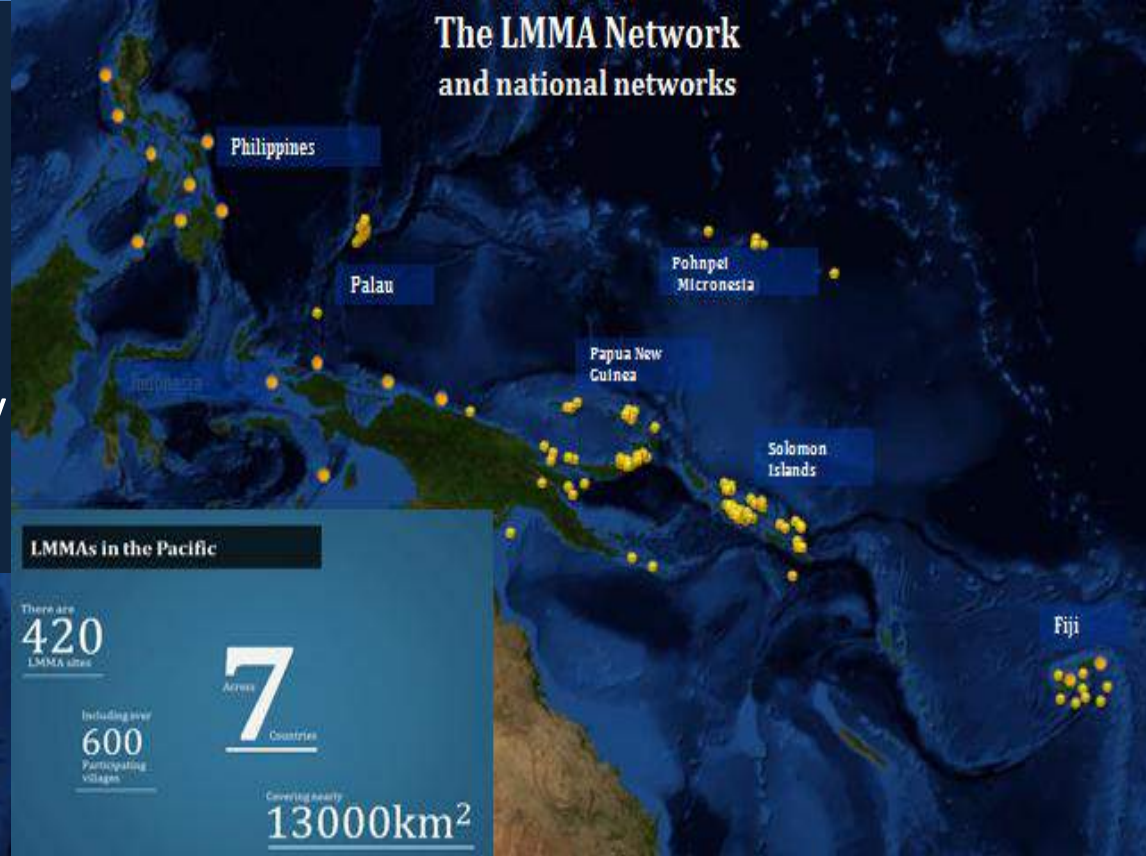 The LMMA Network
and national networks
Philippines
Palau
Pohnpei
Micronesia
Papua New
Guinea
Indonesia
Solomon
Islands
Fiji
LMMAs in the Pacific
There are
420
LMMA sites
Across
7
Countries
Including over
600
Participating
villages
Covering nearly
13000km²